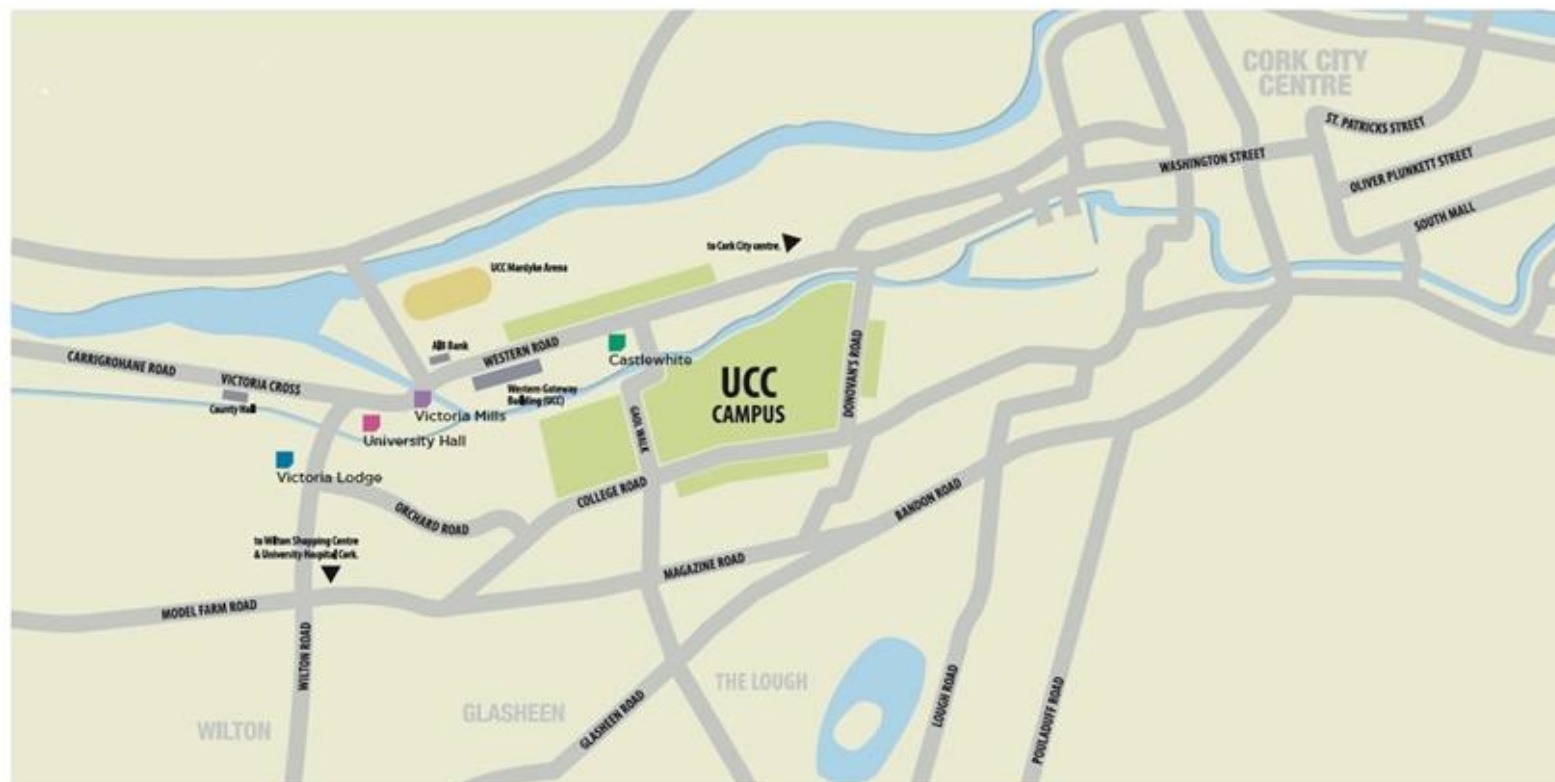 CORK CITY
CENTRE
ST. PATRICKS STREET
WASHINGTON STREET
OLIVER PLUNKETT STREET
SOUTH MALL
to Cork City centre.
UCC Mardyke Arena
AIB Bank
WESTERN ROAD
Castlewhite
CARRIGROHANE ROAD
VICTORIA CROSS
County Hall
Western Gateway
Building (UCC)
Victoria Mills
University Hall
Victoria Lodge
UCC
CAMPUS
DONOVAN'S ROAD
GAOL WALK
COLLEGE ROAD
ORCHARD ROAD
BANDON ROAD
to Wilton Shopping Centre
& University Hospital Cork.
MAGAZINE ROAD
MODEL FARM ROAD
WILTON ROAD
THE LOUGH
GLASHEEN
WILTON
GLASHEEN ROAD
LOUGH ROAD
POULADUFF ROAD